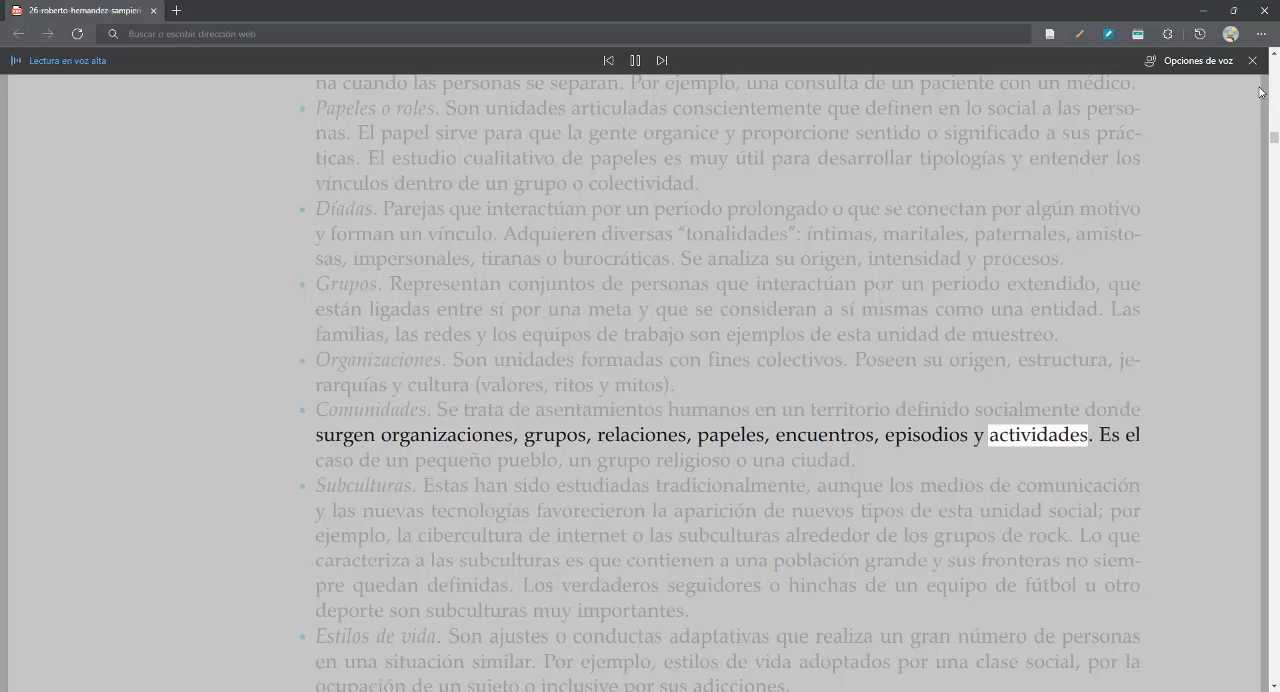 26-roberto-hernandez-sampieri
Buscar o escribir dirección web
Lectura en voz alta
Opciones de voz
na cuando las personas se separan. Por ejemplo, una consulta de un paciente con un médico.
• Papeles o roles. Son unidades articuladas conscientemente que definen en lo social a las perso-
nas. El papel sirve para que la gente organice y proporcione sentido o significado a sus prác-
ticas. El estudio cualitativo de papeles es muy útil para desarrollar tipologías y entender los
vínculos dentro de un grupo o colectividad.
• Díadas. Parejas que interactúan por un periodo prolongado o que se conectan por algún motivo
y forman un vínculo. Adquieren diversas “tonalidades”: íntimas, maritales, paternales, amisto-
sas, impersonales, tiranas o burocráticas. Se analiza su origen, intensidad y procesos.
• Grupos. Representan conjuntos de personas que interactúan por un periodo extendido, que
están ligadas entre sí por una meta y que se consideran a sí mismas como una entidad. Las
familias, las redes y los equipos de trabajo son ejemplos de esta unidad de muestreo.
• Organizaciones. Son unidades formadas con fines colectivos. Poseen su origen, estructura, je-
rarquías y cultura (valores, ritos y mitos).
• Comunidades. Se trata de asentamientos humanos en un territorio definido socialmente donde
surgen organizaciones, grupos, relaciones, papeles, encuentros, episodios y actividades. Es el
caso de un pequeño pueblo, un grupo religioso o una ciudad.
• Subculturas. Estas han sido estudiadas tradicionalmente, aunque los medios de comunicación
y las nuevas tecnologías favorecieron la aparición de nuevos tipos de esta unidad social; por
ejemplo, la cibercultura de internet o las subculturas alrededor de los grupos de rock. Lo que
caracteriza a las subculturas es que contienen a una población grande y sus fronteras no siem-
pre quedan definidas. Los verdaderos seguidores o hinchas de un equipo de fútbol u otro
deporte son subculturas muy importantes.
• Estilos de vida. Son ajustes o conductas adaptativas que realiza un gran número de personas
en una situación similar. Por ejemplo, estilos de vida adoptados por una clase social, por la
ocupación de un sujeto o inclusive por sus adicciones.